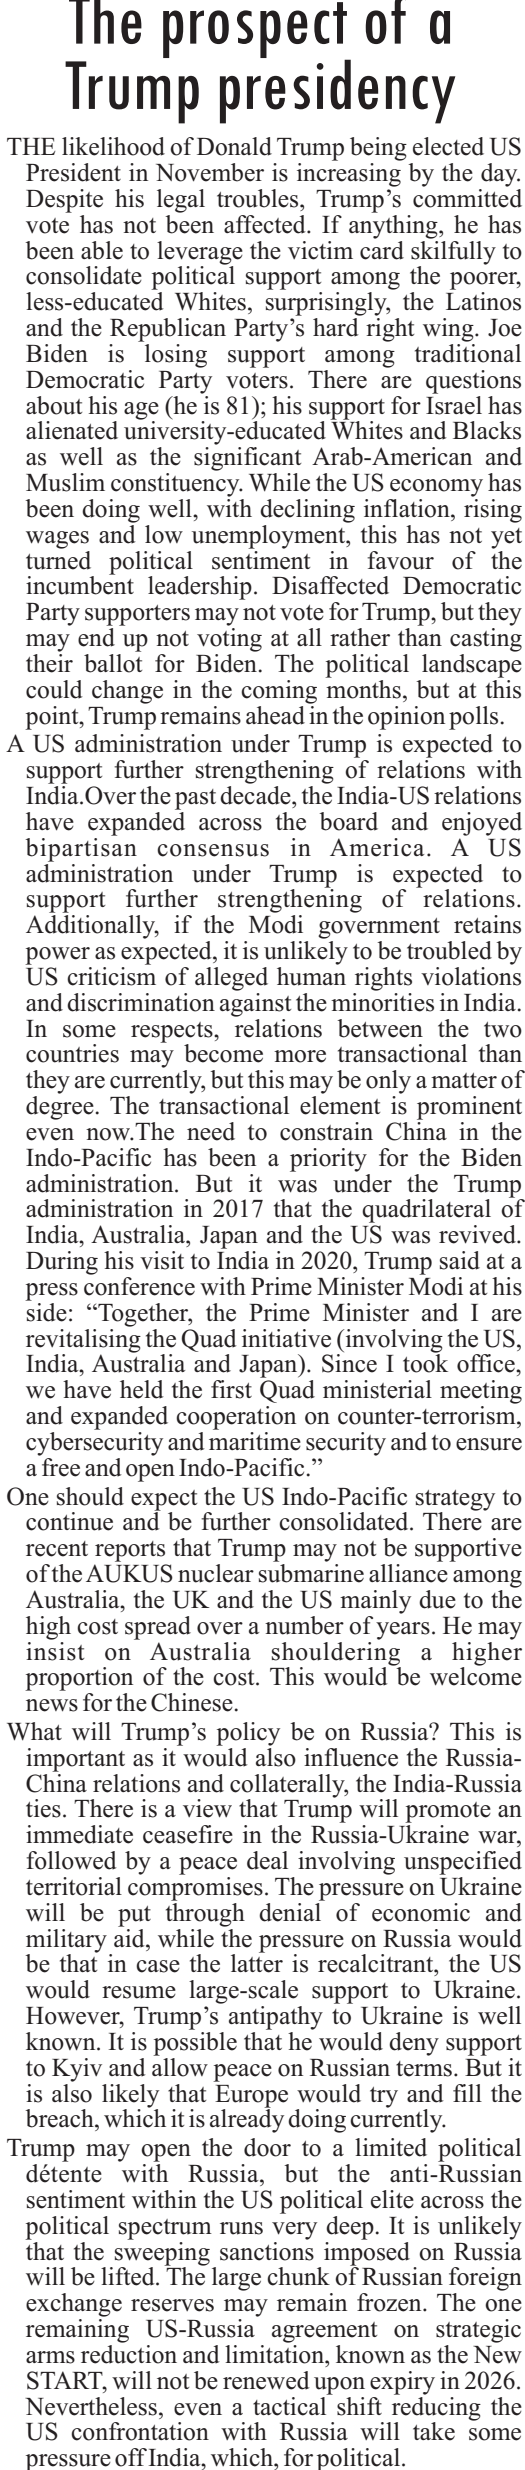 The prospect of a
Trump presidency
THE likelihood of Donald Trump being elected US
President in November is increasing by the day.
Despite his legal troubles, Trump's committed
vote has not been affected. If anything, he has
been able to leverage the victim card skilfully to
consolidate political support among the poorer,
less-educated Whites, surprisingly, the Latinos
and the Republican Party's hard right wing. Joe
Biden is losing support among traditional
Democratic Party voters. There are questions
about his age (he is 81); his support for Israel has
alienated university-educated Whites and Blacks
as well as the significant Arab-American and
Muslim constituency. While the US economy has
been doing well, with declining inflation, rising
wages and low unemployment, this has not yet
turned political sentiment in favour of the
incumbent leadership. Disaffected Democratic
Party supporters may not vote for Trump, but they
may end up not voting at all rather than casting
their ballot for Biden. The political landscape
could change in the coming months, but at this
point, Trump remains ahead in the opinion polls.
A US administration under Trump is expected to
support further strengthening of relations with
India.Over the past decade, the India-US relations
have expanded across the board and enjoyed
bipartisan consensus in America. A US
administration under Trump is expected to
support further strengthening of relations.
Additionally, if the Modi government retains
power as expected, it is unlikely to be troubled by
US criticism of alleged human rights violations
and discrimination against the minorities in India.
In some respects, relations between the two
countries may become more transactional than
they are currently, but this may be only a matter of
degree. The transactional element is prominent
even now.The need to constrain China in the
Indo-Pacific has been a priority for the Biden
administration. But it was under the Trump
administration in 2017 that the quadrilateral of
India, Australia, Japan and the US was revived.
During his visit to India in 2020, Trump said at a
press conference with Prime Minister Modi at his
side: “Together, the Prime Minister and I are
revitalising the Quad initiative (involving the US,
India, Australia and Japan). Since I took office,
we have held the first Quad ministerial meeting
and expanded cooperation on counter-terrorism,
cybersecurity and maritime security and to ensure
a free and open Indo-Pacific.”
One should expect the US Indo-Pacific strategy to
continue and be further consolidated. There are
recent reports that Trump may not be supportive
of the AUKUS nuclear submarine alliance among
Australia, the UK and the US mainly due to the
high cost spread over a number of years. He may
insist on Australia shouldering a higher
proportion of the cost. This would be welcome
news for the Chinese.
What will Trump's policy be on Russia? This is
important as it would also influence the Russia-
China relations and collaterally, the India-Russia
ties. There is a view that Trump will promote an
immediate ceasefire in the Russia-Ukraine war,
followed by a peace deal involving unspecified
territorial compromises. The pressure on Ukraine
will be put through denial of economic and
military aid, while the pressure on Russia would
be that in case the latter is recalcitrant, the US
would resume large-scale support to Ukraine.
However, Trump's antipathy to Ukraine is well
known. It is possible that he would deny support
to Kyiv and allow peace on Russian terms. But it
is also likely that Europe would try and fill the
breach, which it is already doing currently.
Trump may open the door to a limited political
détente with Russia, but the anti-Russian
sentiment within the US political elite across the
political spectrum runs very deep. It is unlikely
that the sweeping sanctions imposed on Russia
will be lifted. The large chunk of Russian foreign
exchange reserves may remain frozen. The one
remaining US-Russia agreement on strategic
arms reduction and limitation, known as the New
START, will not be renewed upon expiry in 2026.
Nevertheless, even a tactical shift reducing the
US confrontation with Russia will take some
pressure off India, which, for political.